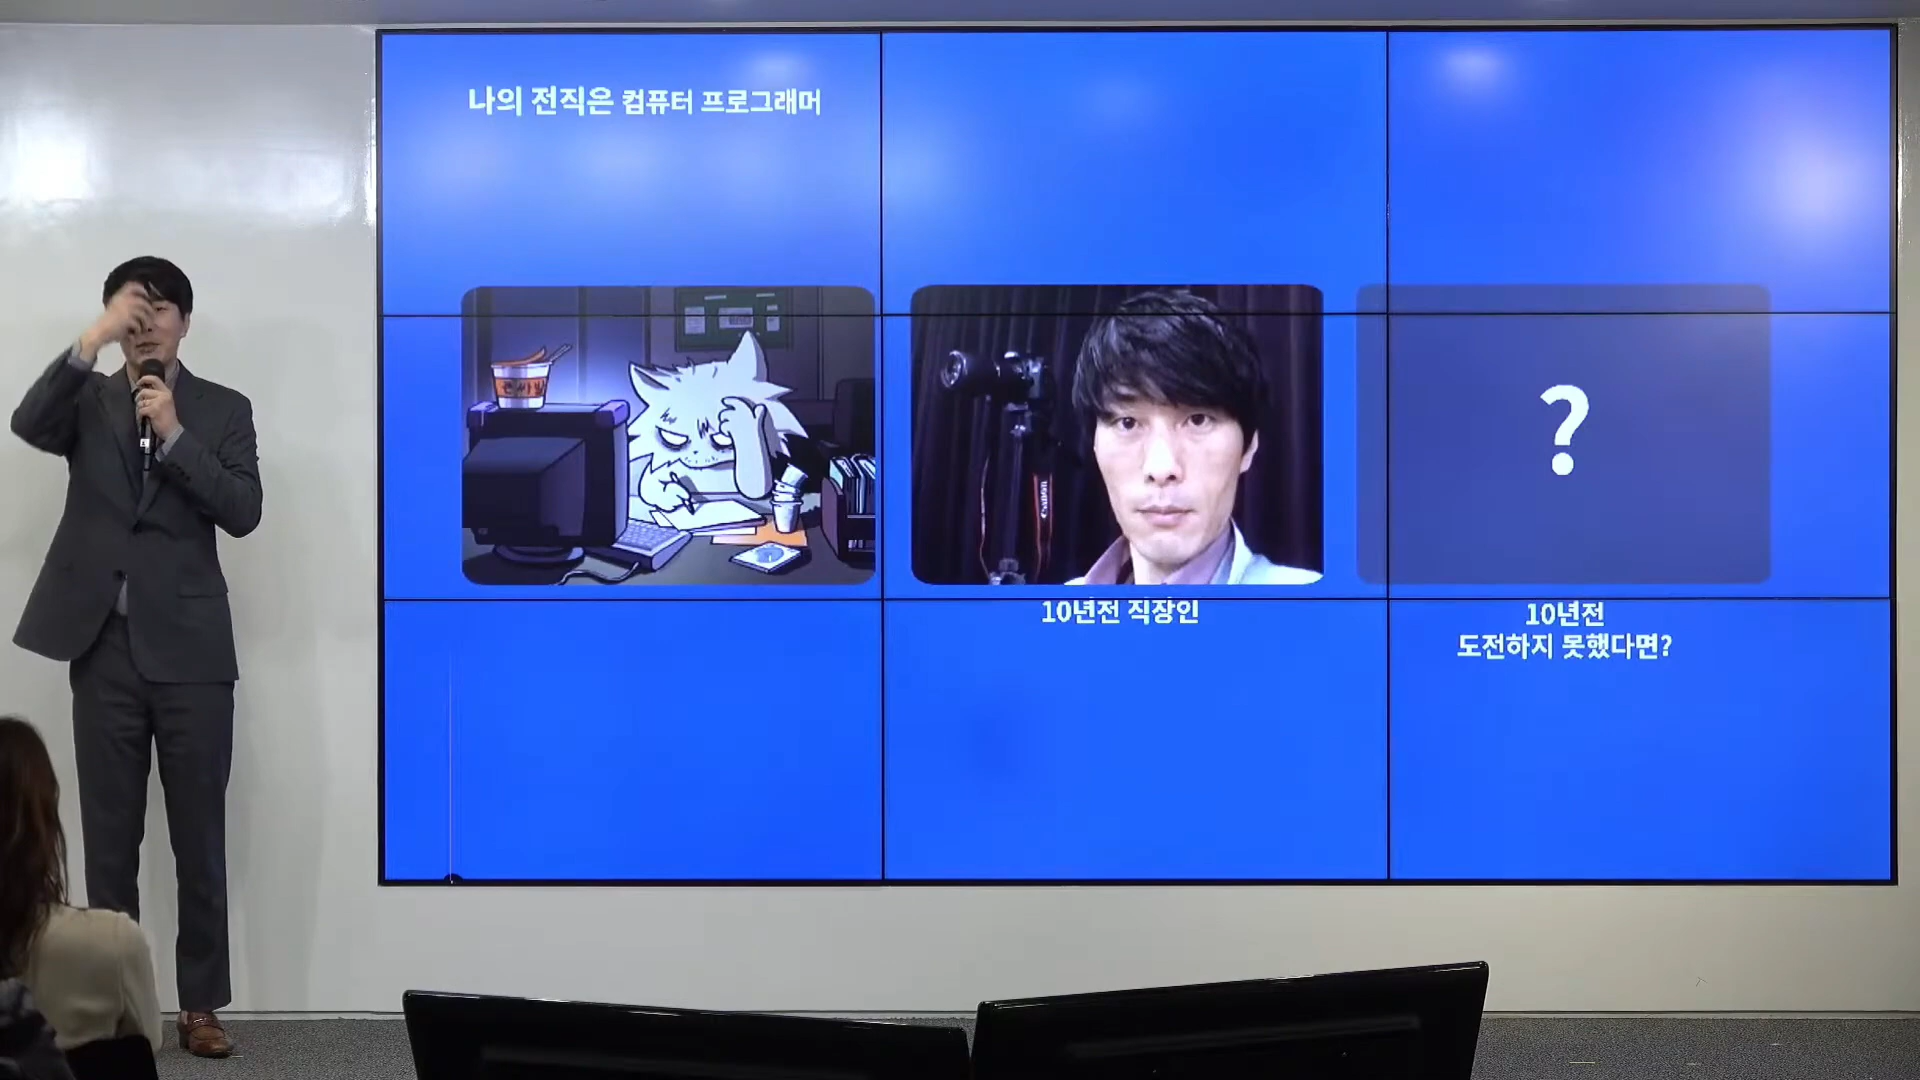 나의 전직은 컴퓨터 프로그래머
Canon
10년전 직장인
?
10년전
도전하지 못했다면?